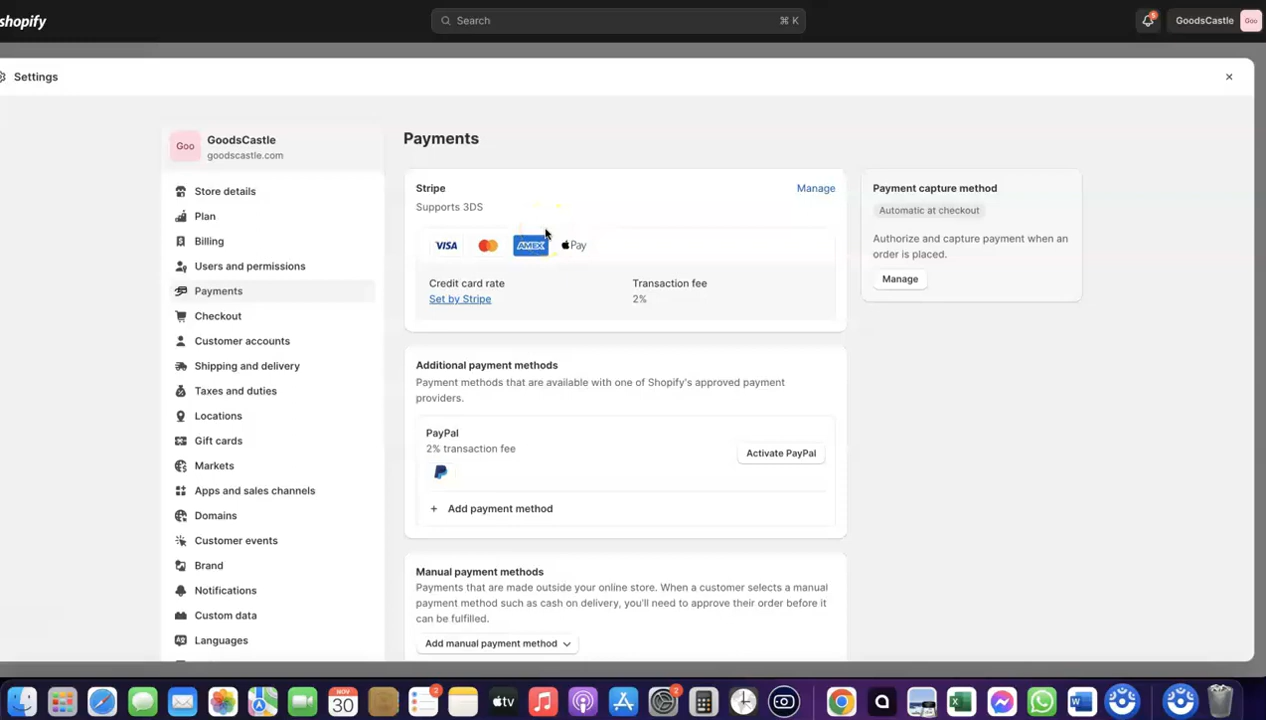 shopify
Search
⌘ K
GoodsCastle
Goo
Settings
Goo
GoodsCastle
goodscastle.com
Store details
Plan
Billing
Users and permissions
Payments
Checkout
Customer accounts
Shipping and delivery
Taxes and duties
Locations
Gift cards
Markets
Apps and sales channels
Domains
Customer events
Brand
Notifications
Custom data
Languages
Payments
Stripe
Manage
Supports 3DS
VISA
AMEX
Pay
Credit card rate
Transaction fee
Set by Stripe
2%
Additional payment methods
Payment methods that are available with one of Shopify's approved payment
providers.
PayPal
2% transaction fee
Activate PayPal
+ Add payment method
Manual payment methods
Payments that are made outside your online store. When a customer selects a manual
payment method such as cash on delivery, you'll need to approve their order before it
can be fulfilled.
Add manual payment method
Payment capture method
Automatic at checkout
Authorize and capture payment when an
order is placed.
Manage
NOV
30
2
tv
2